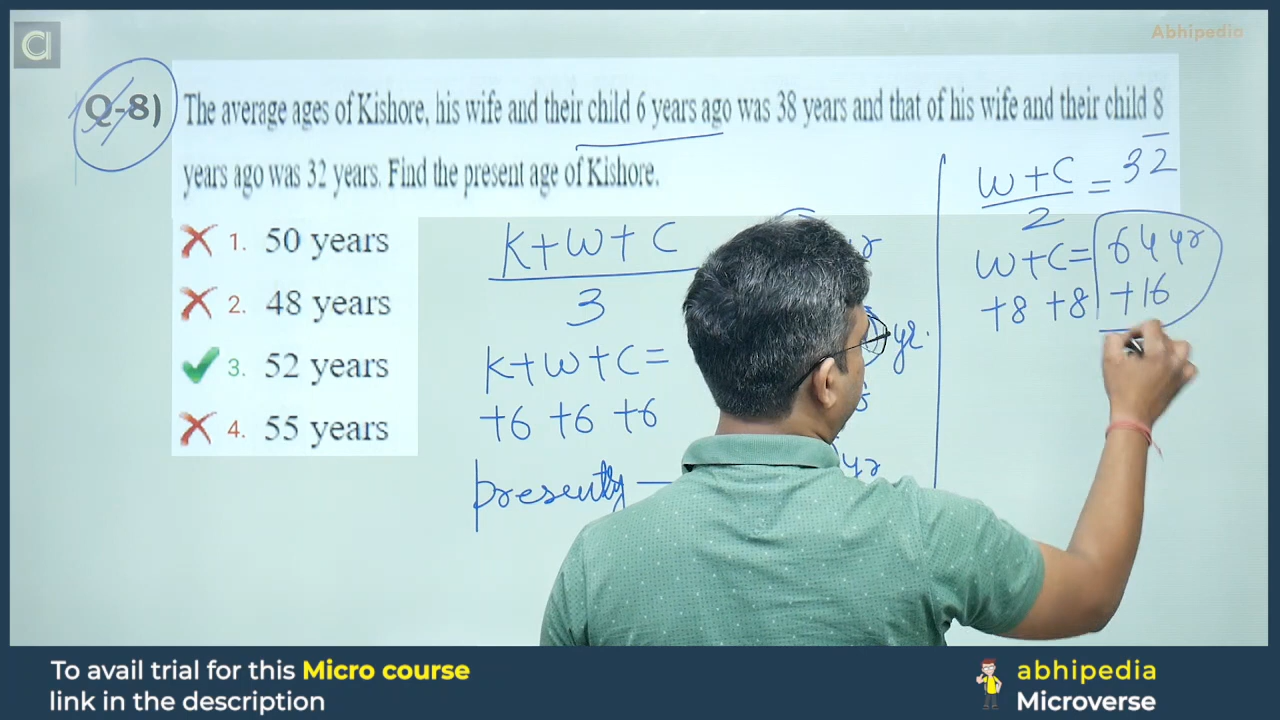 Abhipedia
Q-8) The average ages of Kishore, his wife and their child 6 years ago was 38 years and that of his wife and their child 8
years ago was 32 years. Find the present age of Kishore.
1. 50 years
2. 48 years
3. 52 years
4. 55 years
K+W+C
3
K+W+C=
+6 +6 +6
presently —
yr
yr.
yr
W+C = 32
2
W+C= 64 yr
+8 +8 +16
To avail trial for this Micro course
link in the description
abhipedia
Microverse